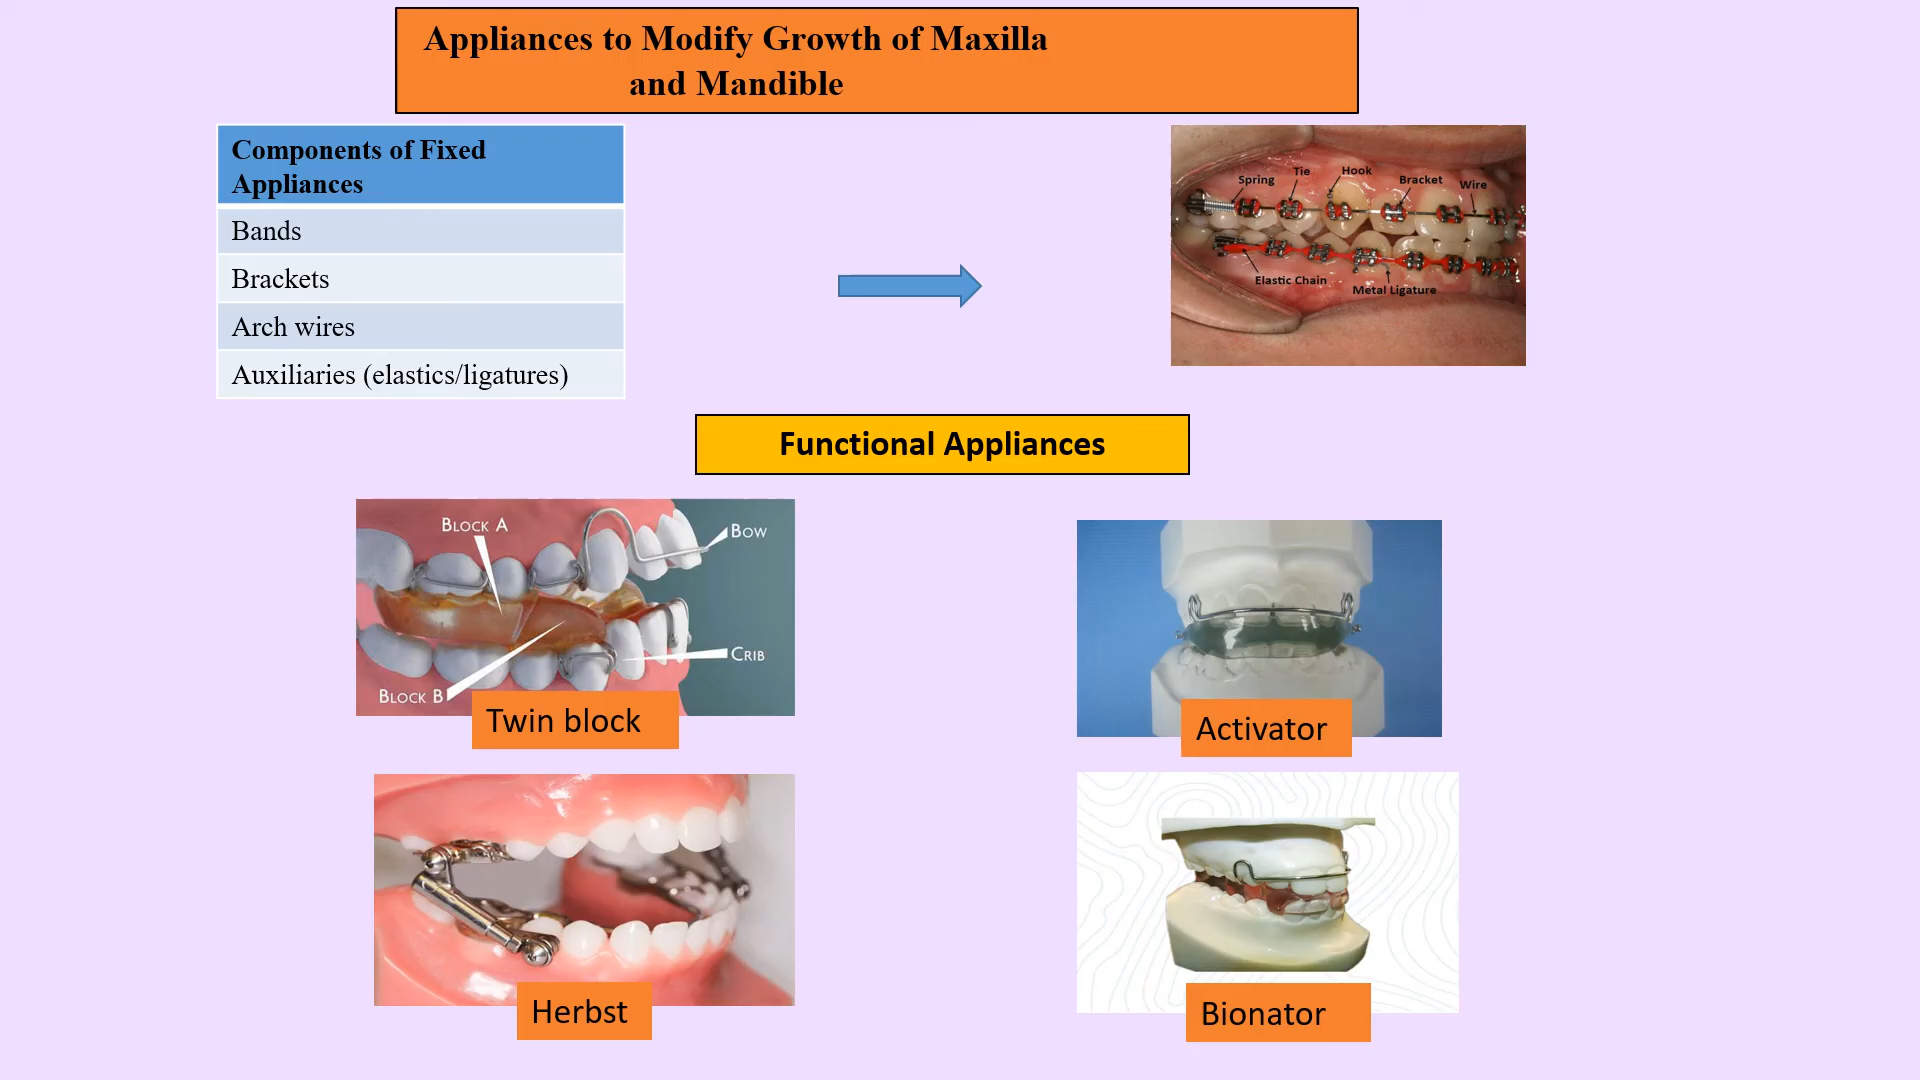 Appliances to Modify Growth of Maxilla
and Mandible
Components of Fixed
Appliances
Bands
Brackets
Arch wires
Auxiliaries (elastics/ligatures)
Spring
Tie
Hook
Bracket
Wire
Elastic Chain
Metal Ligature
Functional Appliances
BLOCK A
BOW
CRIB
BLOCK B
Twin block
Activator
Herbst
Bionator